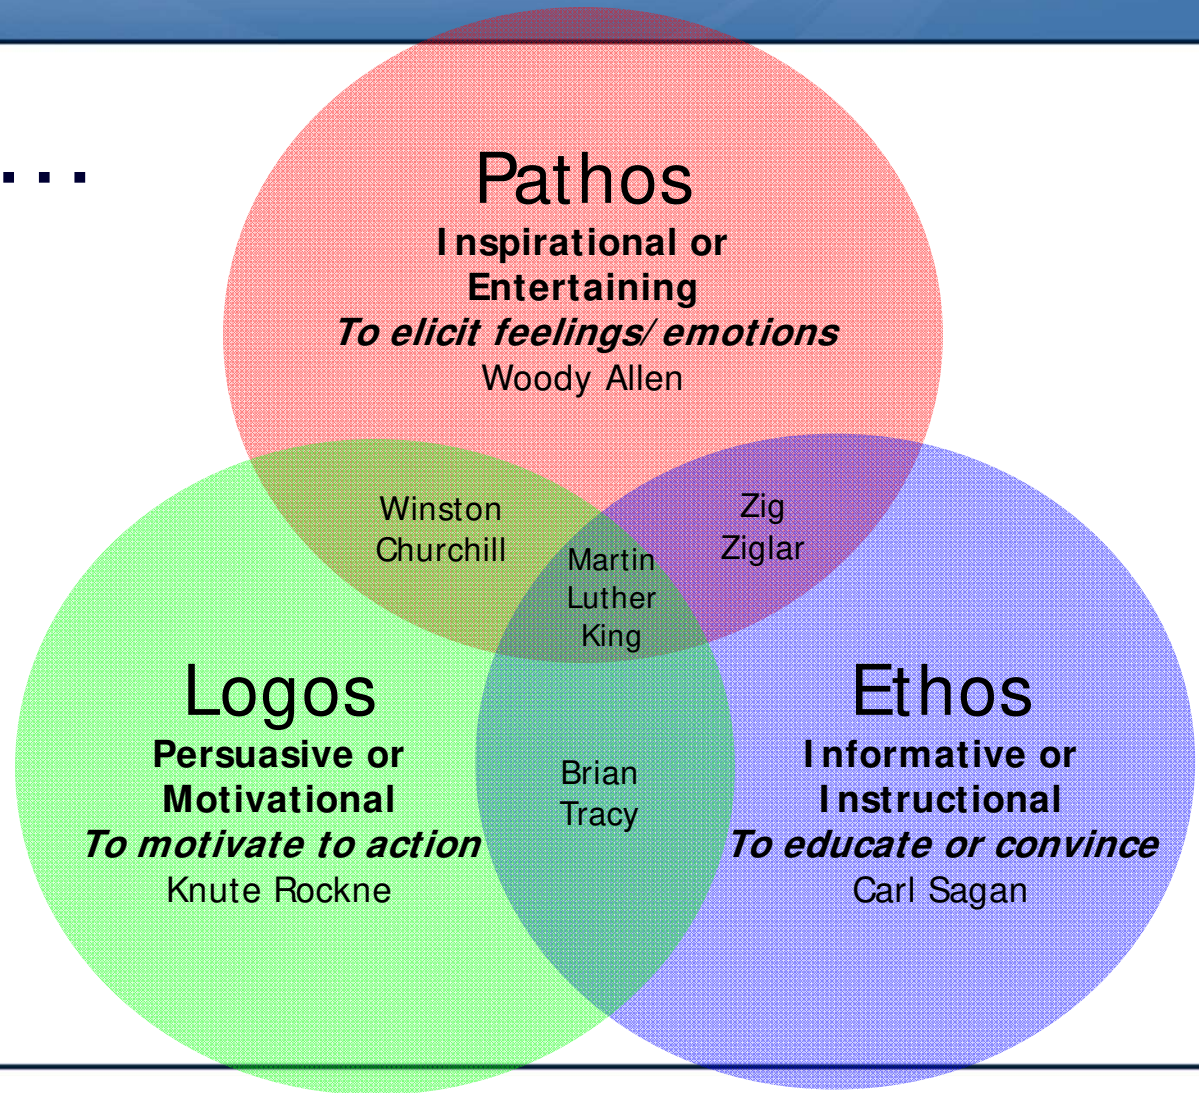 ...
Pathos
Inspirational or
Entertaining
To elicit feelings/emotions
Woody Allen
Winston
Churchill
Zig
Ziglar
Martin
Luther
King
Logos
Persuasive or
Motivational
To motivate to action
Knute Rockne
Brian
Tracy
Ethos
Informative or
Instructional
To educate or convince
Carl Sagan